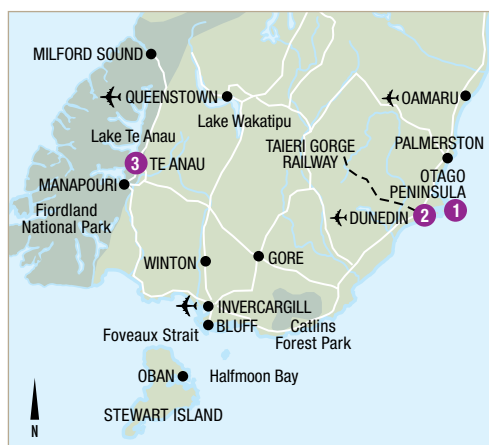 MILFORD SOUND
QUEENSTOWN
OAMARU
Lake Te Anau
Lake Wakatipu
TAIERI GORGE
RAILWAY
PALMERSTON
3 TE ANAU
OTAGO
PENINSULA
MANAPOURI
1
DUNEDIN 2
Fiordland
National Park
WINTON
GORE
INVERCARGILL
BLUFF
Foveaux Strait
Catlins
Forest Park
OBAN
Halfmoon Bay
STEWART ISLAND
N